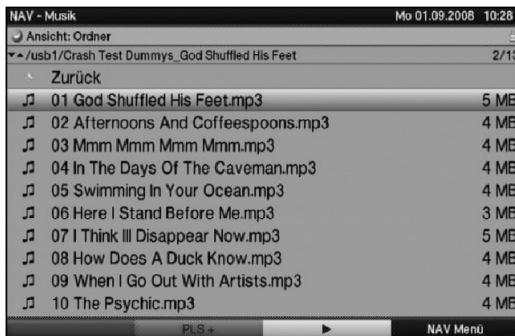 NAV - Musik Mo 01.09.2008 10:28
Ansicht: Ordner
/usb1/Crash Test Dummys_God Shuffled His Feet 2/13
Zurück
01 God Shuffled His Feet.mp3 5 MB
02 Afternoons And Coffeespoons.mp3 4 MB
03 Mmm Mmm Mmm Mmm.mp3 4 MB
04 In The Days Of The Caveman.mp3 4 MB
05 Swimming In Your Ocean.mp3 4 MB
06 Here I Stand Before Me.mp3 3 MB
07 I Think Ill Disappear Now.mp3 5 MB
08 How Does A Duck Know.mp3 4 MB
09 When I Go Out With Artists.mp3 4 MB
10 The Psychic.mp3 4 MB
PLS + NAV Menü